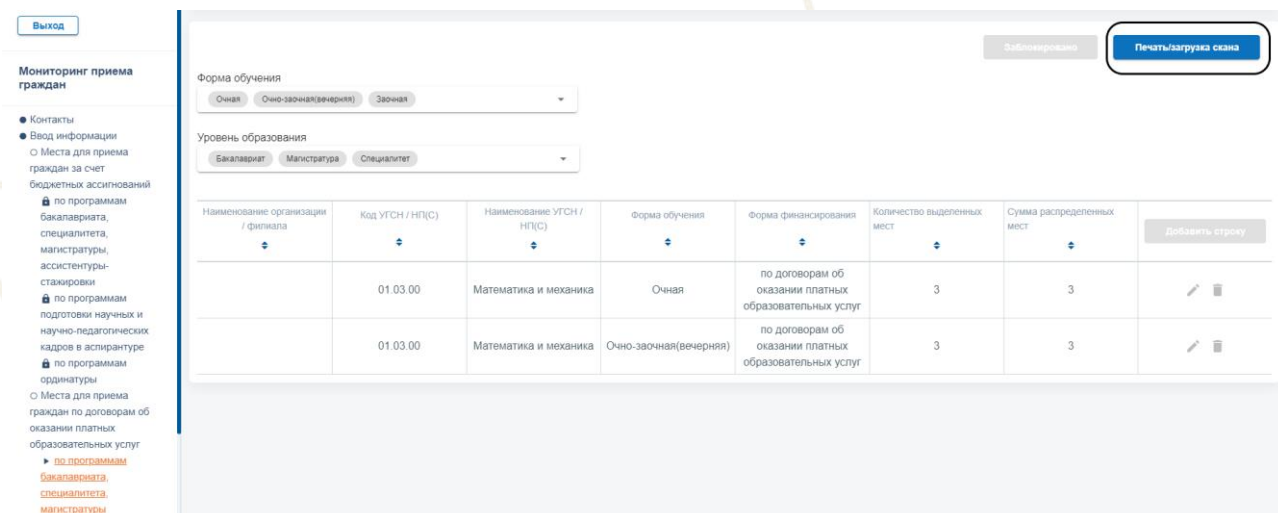 Выход
Мониторинг приема
граждан
Контакты
Ввод информации
Места для приема
граждан за счет
бюджетных ассигнований
по программам
бакалавриата,
специалитета,
магистратуры,
ассистентуры-
стажировки
по программам
подготовки научных и
научно-педагогических
кадров в аспирантуре
по программам
ординатуры
Места для приема
граждан по договорам об
оказании платных
образовательных услуг
по программам
бакалавриата,
специалитета,
магистратуры
Заблокировано
Печать/загрузка скана
Форма обучения
Очная Очно-заочная(вечерняя) Заочная
Уровень образования
Бакалавриат Магистратура Специалитет
Наименование организации
/ филиала
Код УГСН / НП(С)
Наименование УГСН /
НП(С)
Форма обучения
Форма финансирования
Количество выделенных
мест
Сумма распределенных
мест
Добавить строку
01.03.00
Математика и механика
Очная
по договорам об
оказании платных
образовательных услуг
3
3
01.03.00
Математика и механика
Очно-заочная(вечерняя)
по договорам об
оказании платных
образовательных услуг
3
3